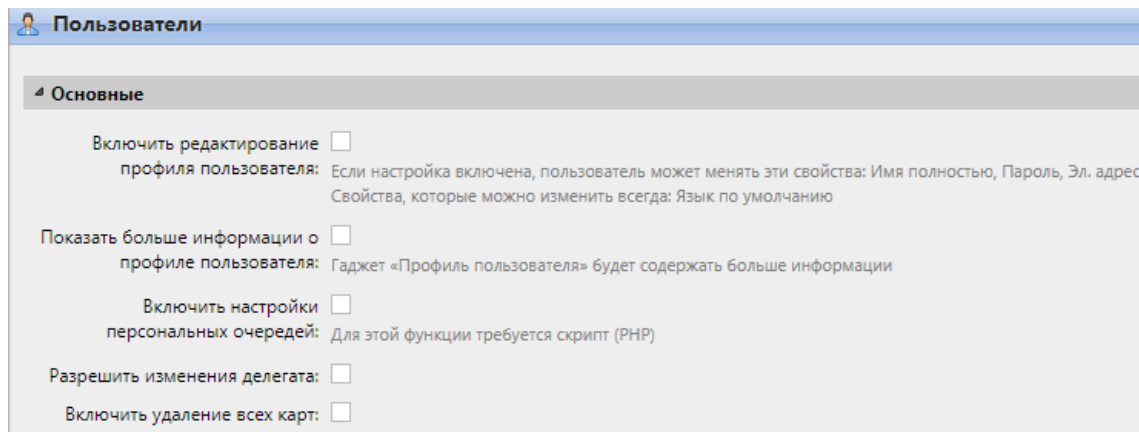 Пользователи
Основные
Включить редактирование
профиля пользователя:
Если настройка включена, пользователь может менять эти свойства: Имя полностью, Пароль, Эл. адрес
Свойства, которые можно изменить всегда: Язык по умолчанию
Показать больше информации о
профиле пользователя:
Гаджет «Профиль пользователя» будет содержать больше информации
Включить настройки
персональных очередей:
Для этой функции требуется скрипт (PHP)
Разрешить изменения делегата:
Включить удаление всех карт: